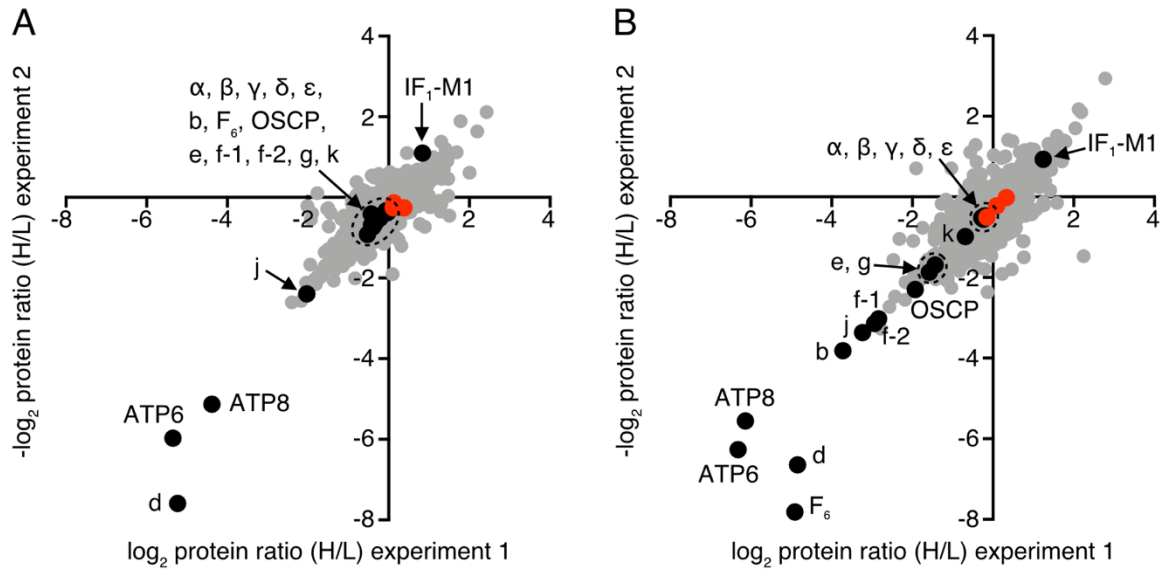 A
4
α, β, γ, δ, ε,
b, F₆, OSCP,
e, f-1, f-2, g, k
IF₁-M1
2
-8
-6
-4
-2
2
4
-2
j
-4
ATP6
ATP8
-6
d
-8
-log₂ protein ratio (H/L) experiment 2
log₂ protein ratio (H/L) experiment 1
B
4
2
α, β, γ, δ, ε
IF₁-M1
-8
-6
-4
-2
2
4
k
e, g
-2
OSCP
f-1
j
f-2
b
-4
ATP8
ATP6
-6
d
F₆
-8
-log₂ protein ratio (H/L) experiment 2
log₂ protein ratio (H/L) experiment 1